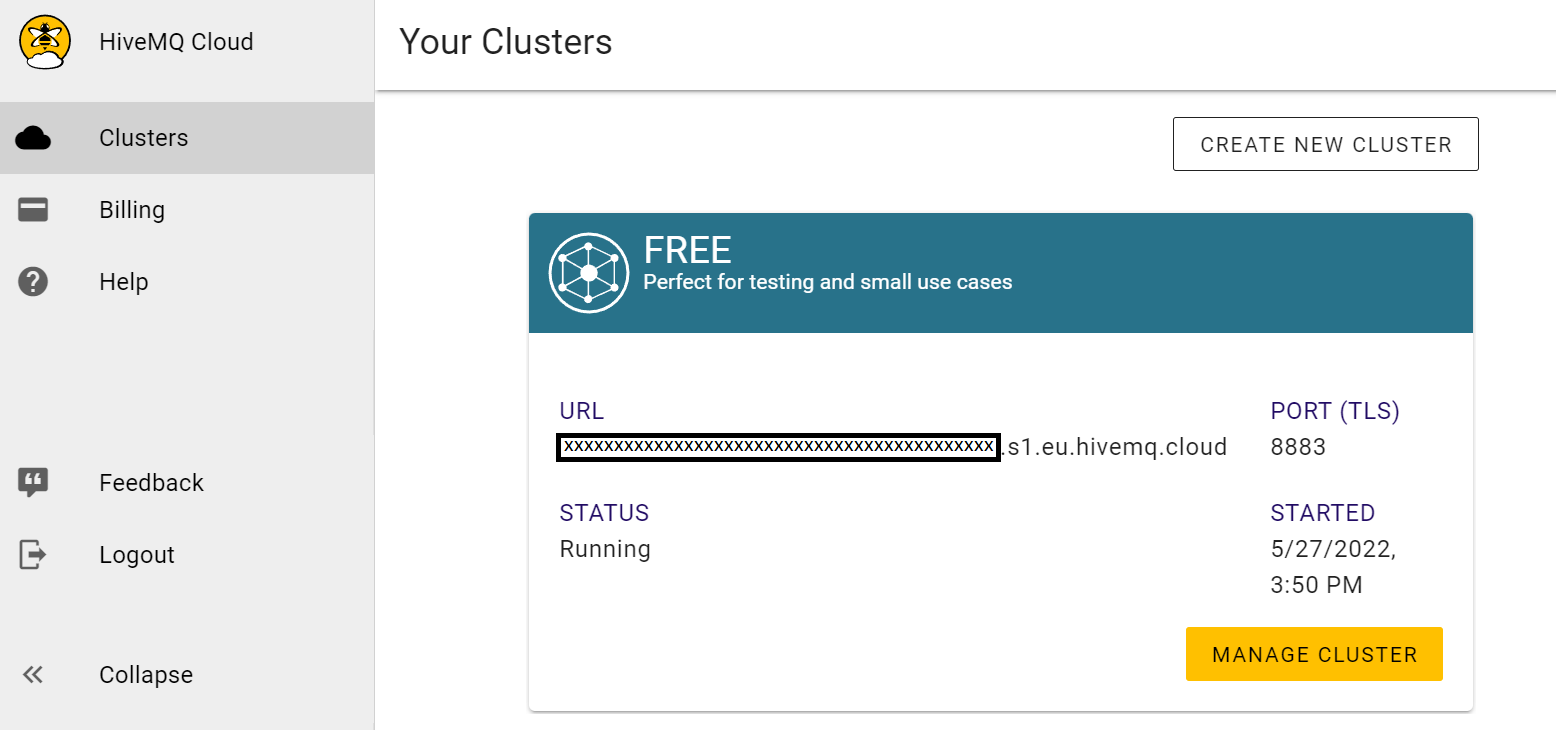 HiveMQ Cloud
Clusters
Billing
Help
Feedback
Logout
Collapse
Your Clusters
CREATE NEW CLUSTER
FREE
Perfect for testing and small use cases
URL
xxxxxxxxxxxxxxxxxxxxxxxxxxxxxxxxxxxxxxxxxxx.s1.eu.hivemq.cloud
PORT (TLS)
8883
STATUS
Running
STARTED
5/27/2022,
3:50 PM
MANAGE CLUSTER